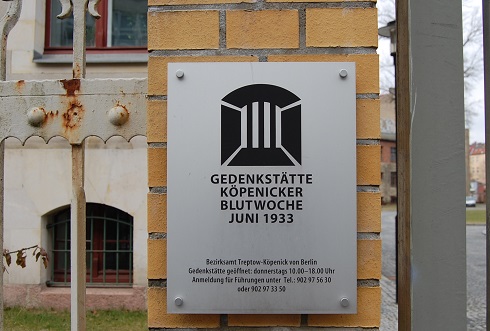 GEDENKSTÄTTE
KÖPENICKER
BLUTWOCHE
JUNI 1933
Bezirksamt Treptow-Köpenick von Berlin
Gedenkstätte geöffnet: donnerstags 10.00–18.00 Uhr
Anmeldung für Führungen unter Tel.: 902 97 56 30
oder 902 97 33 50